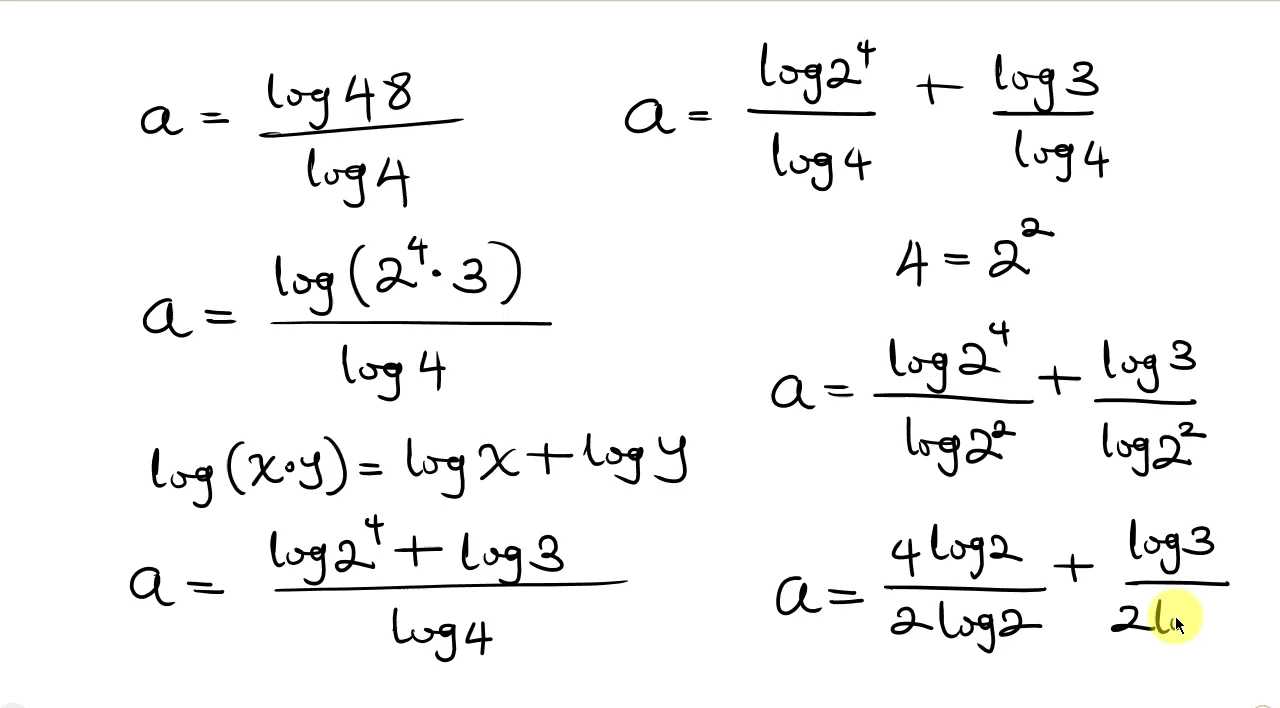 a = log 48 / log 4
a = log(2⁴·3) / log 4
log(x·y) = log x + log y
a = log 2⁴ + log 3 / log 4
a = log 2⁴ / log 4 + log 3 / log 4
4 = 2²
a = log 2⁴ / log 2² + log 3 / log 2²
a = 4 log 2 / 2 log 2 + log 3 / 2 lo